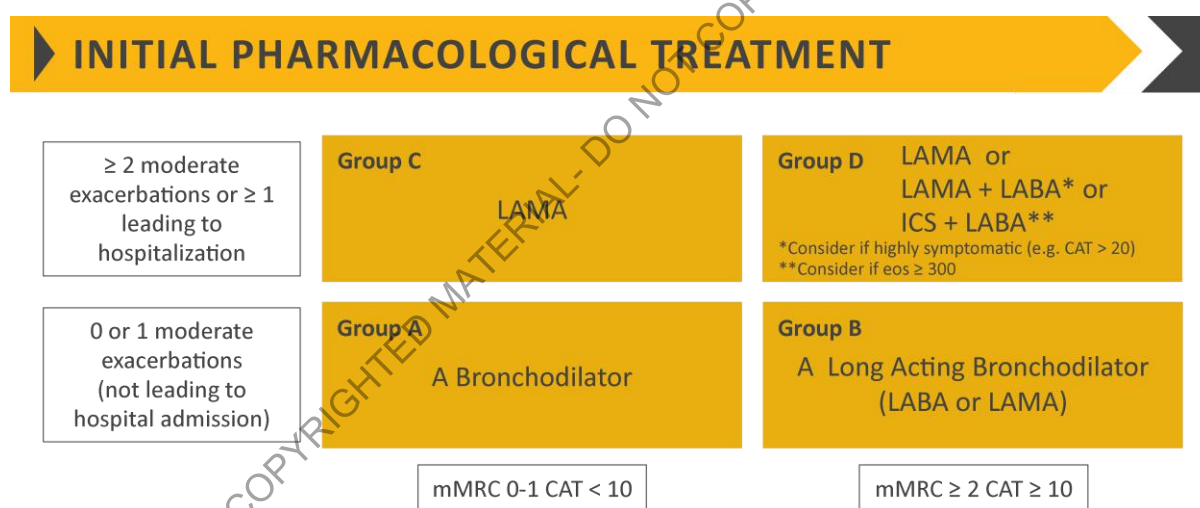 INITIAL PHARMACOLOGICAL TREATMENT
≥ 2 moderate
exacerbations or ≥ 1
leading to
hospitalization
Group C
LAMA
Group D
LAMA or
LAMA + LABA* or
ICS + LABA**
*Consider if highly symptomatic (e.g. CAT > 20)
**Consider if eos ≥ 300
0 or 1 moderate
exacerbations
(not leading to
hospital admission)
Group A
A Bronchodilator
Group B
A Long Acting Bronchodilator
(LABA or LAMA)
mMRC 0-1 CAT < 10
mMRC ≥ 2 CAT ≥ 10
COPYRIGHTED MATERIAL- DO NOT COP